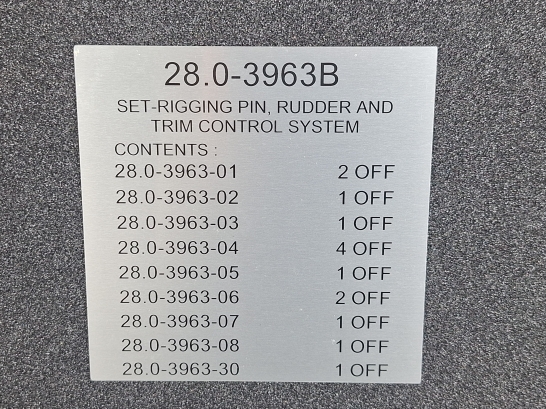 28.0-3963B
SET-RIGGING PIN, RUDDER AND
TRIM CONTROL SYSTEM
CONTENTS :
28.0-3963-01 2 OFF
28.0-3963-02 1 OFF
28.0-3963-03 1 OFF
28.0-3963-04 4 OFF
28.0-3963-05 1 OFF
28.0-3963-06 2 OFF
28.0-3963-07 1 OFF
28.0-3963-08 1 OFF
28.0-3963-30 1 OFF